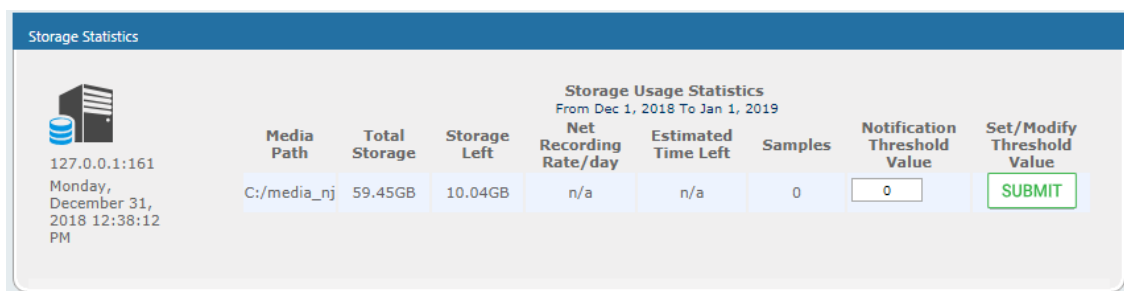 Storage Statistics
Storage Usage Statistics
From Dec 1, 2018 To Jan 1, 2019
Media Path Total Storage Storage Left Net Recording Rate/day Estimated Time Left Samples Notification Threshold Value Set/Modify Threshold Value
127.0.0.1:161
Monday,
December 31,
2018 12:38:12
PM
C:/media_nj 59.45GB 10.04GB n/a n/a 0 0 SUBMIT